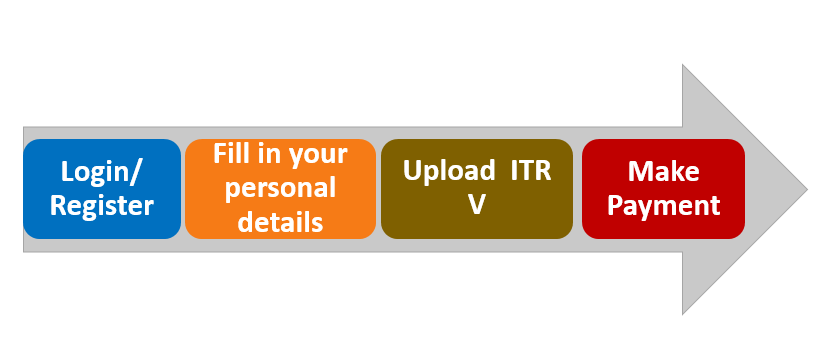 Login/
Register
Fill in your
personal
details
Upload ITR
V
Make
Payment